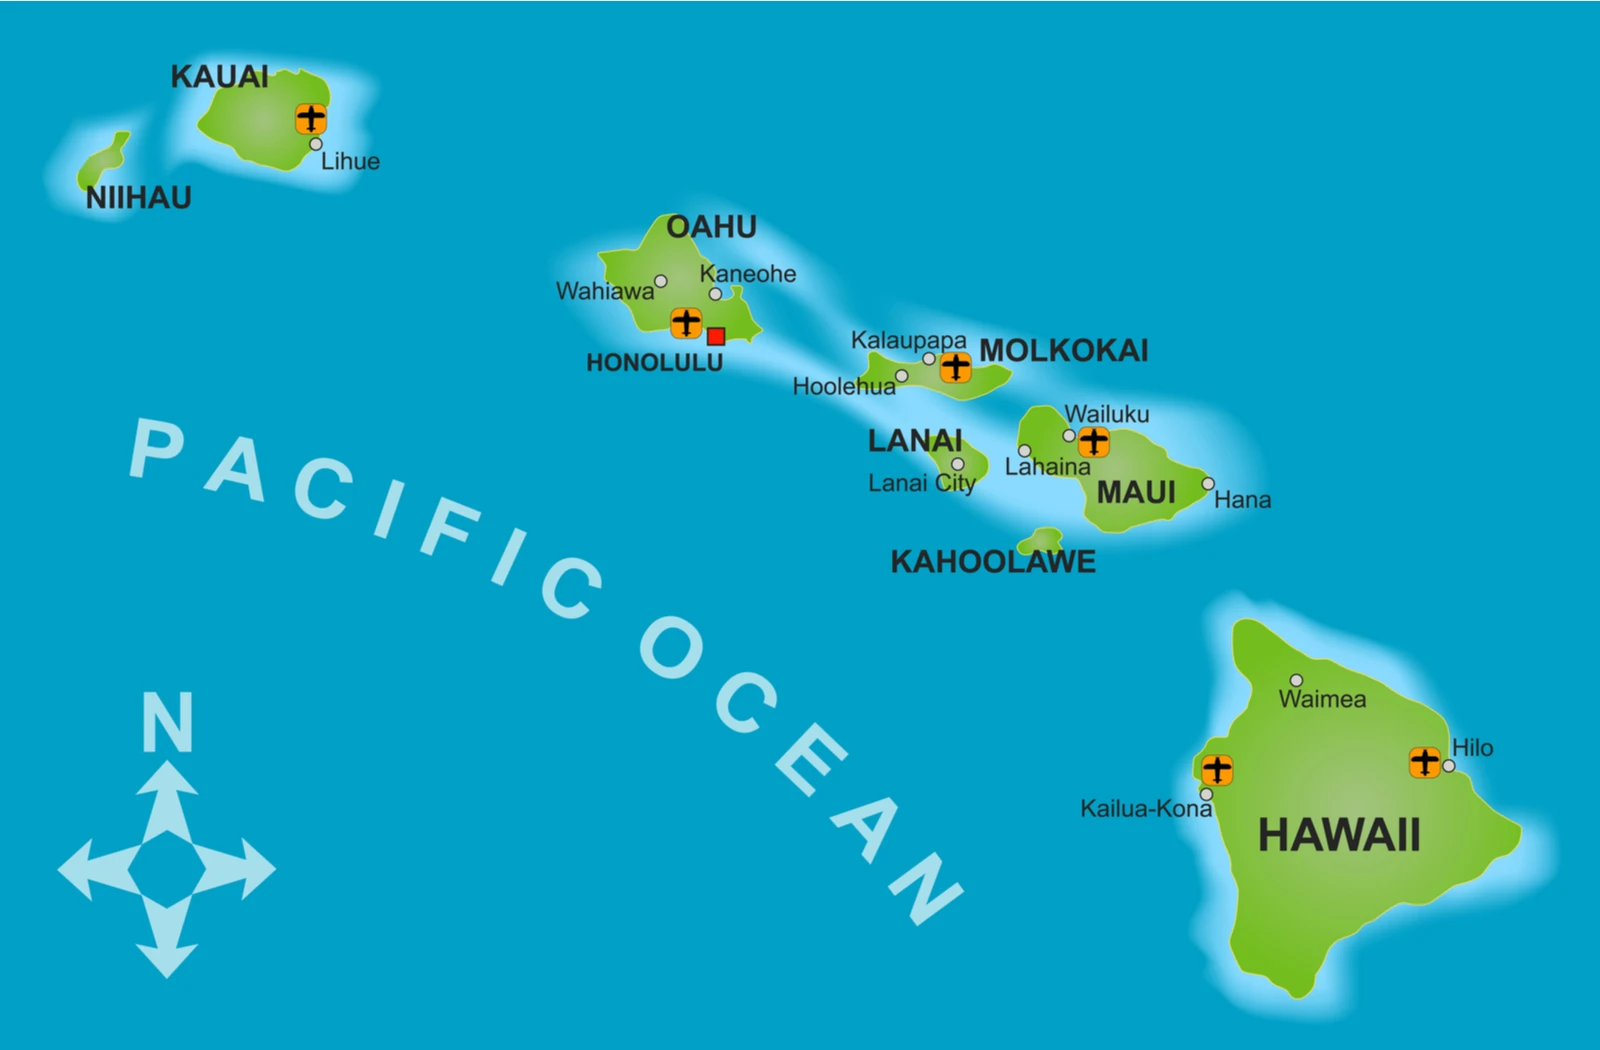 KAUAI
Lihue
NIIHAU
OAHU
Kaneohe
Wahiawa
HONOLULU
Kalaupapa
MOLKOKAI
Hoolehua
Wailuku
LANAI
Lahaina
Lanai City
MAUI
Hana
KAHOOLAWE
PACIFIC OCEAN
Waimea
N
Hilo
Kailua-Kona
HAWAII